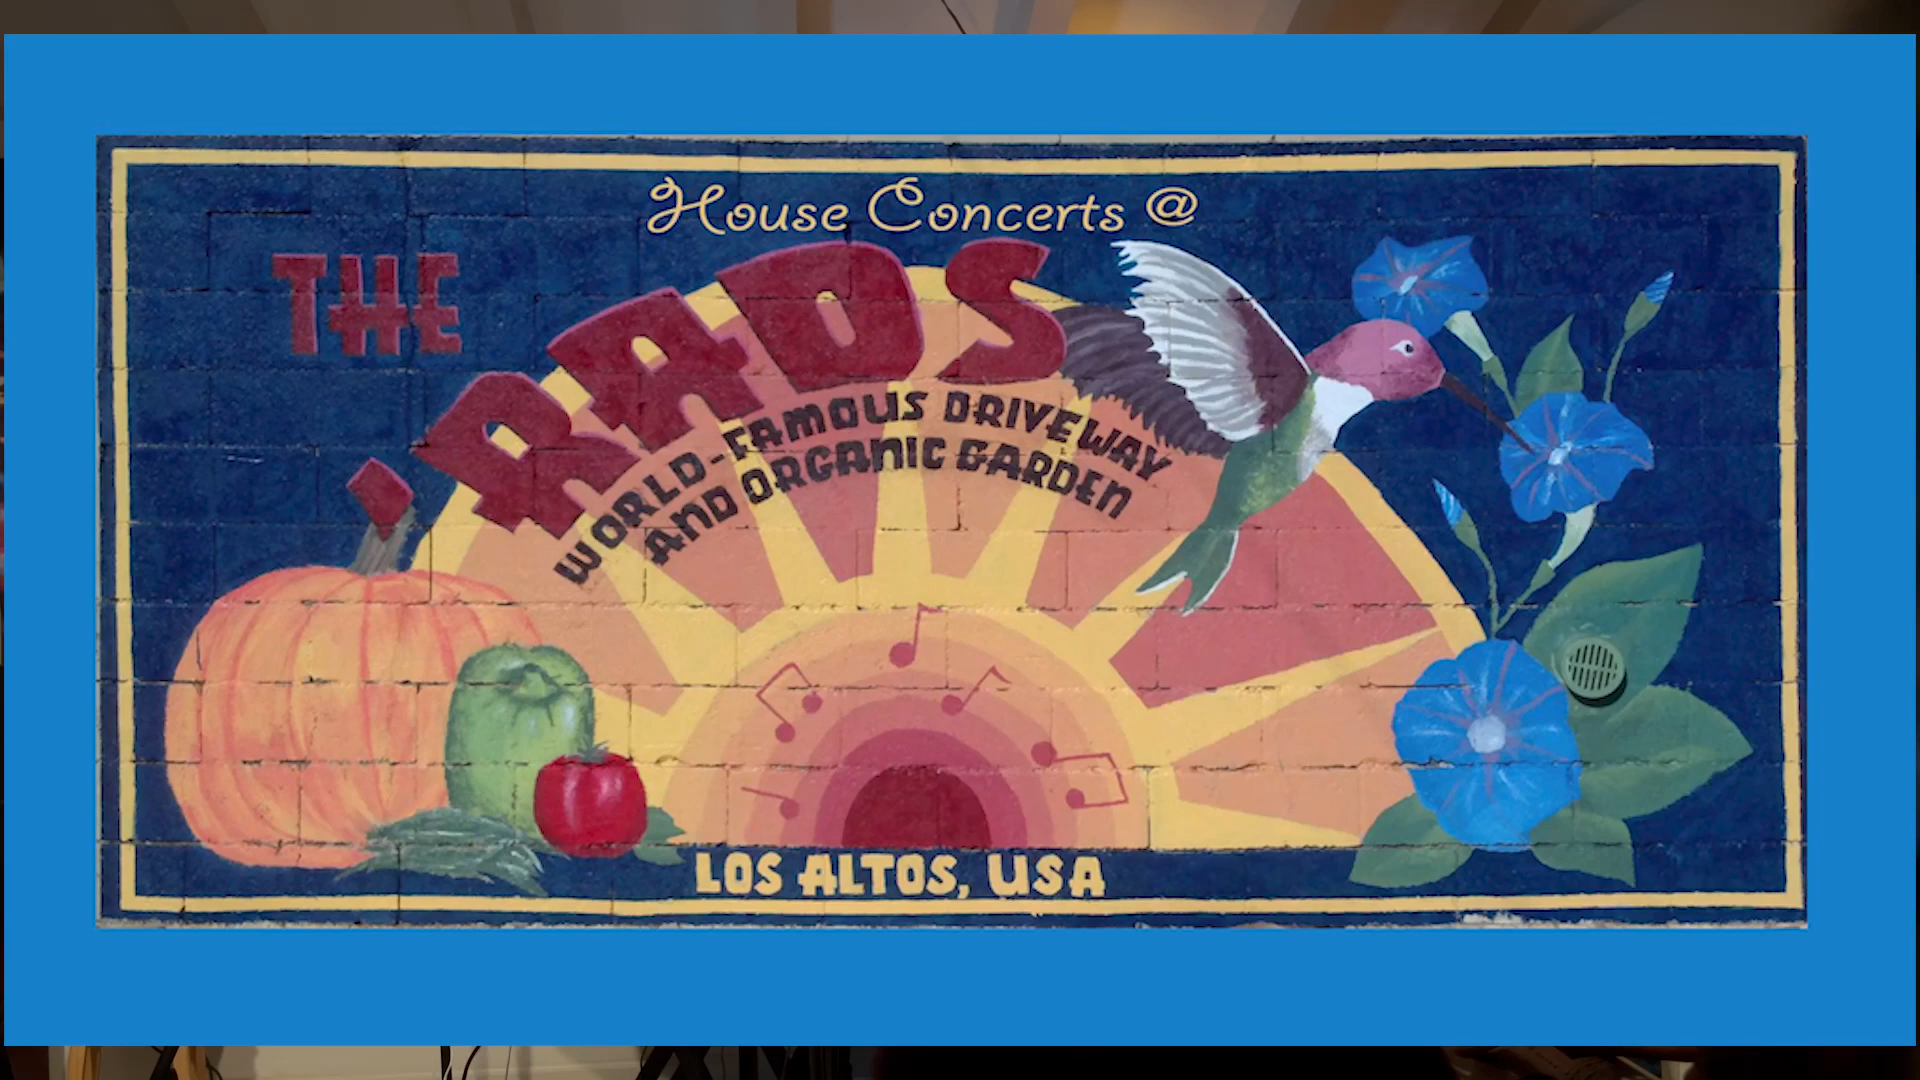 House Concerts @
THE
'RADS
WORLD-FAMOUS DRIVEWAY
AND ORGANIC GARDEN
LOS ALTOS, USA